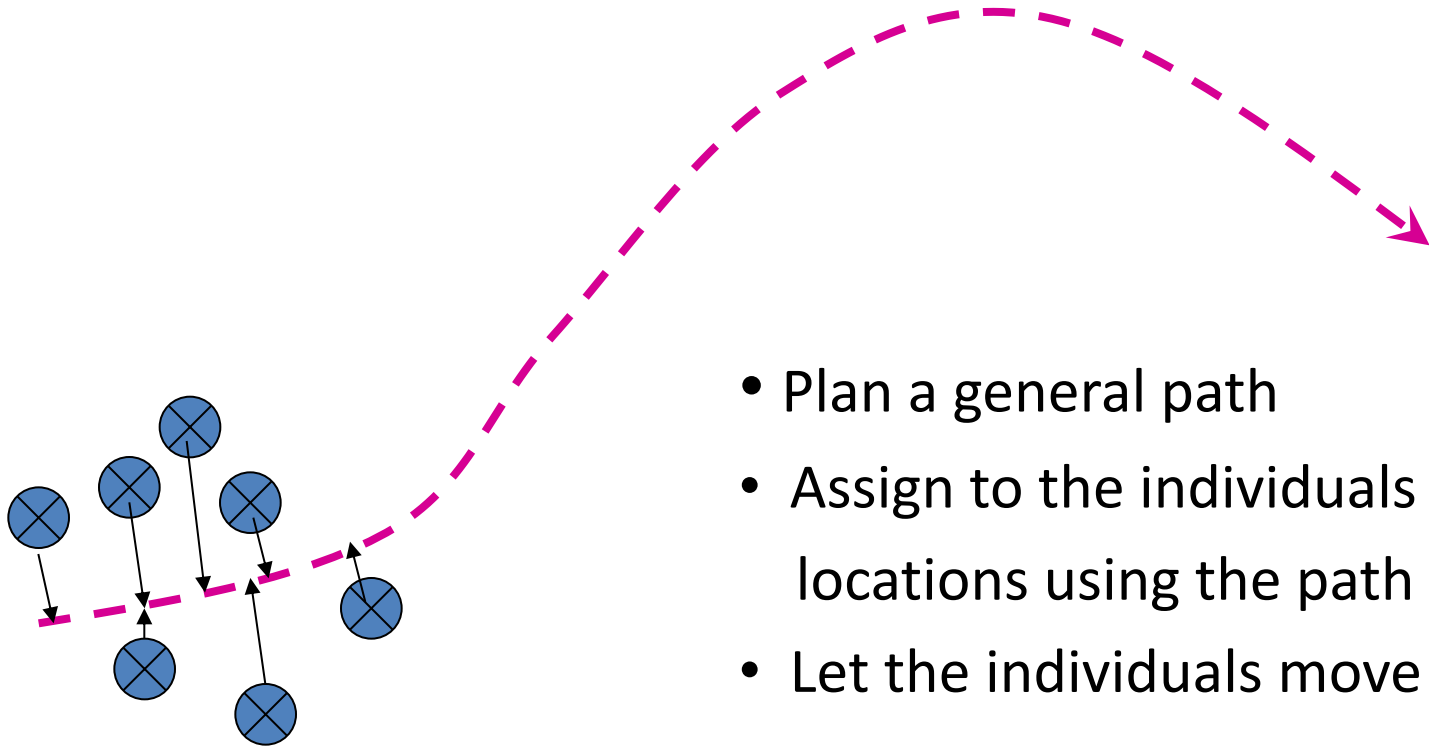 • Plan a general path
• Assign to the individuals
locations using the path
• Let the individuals move